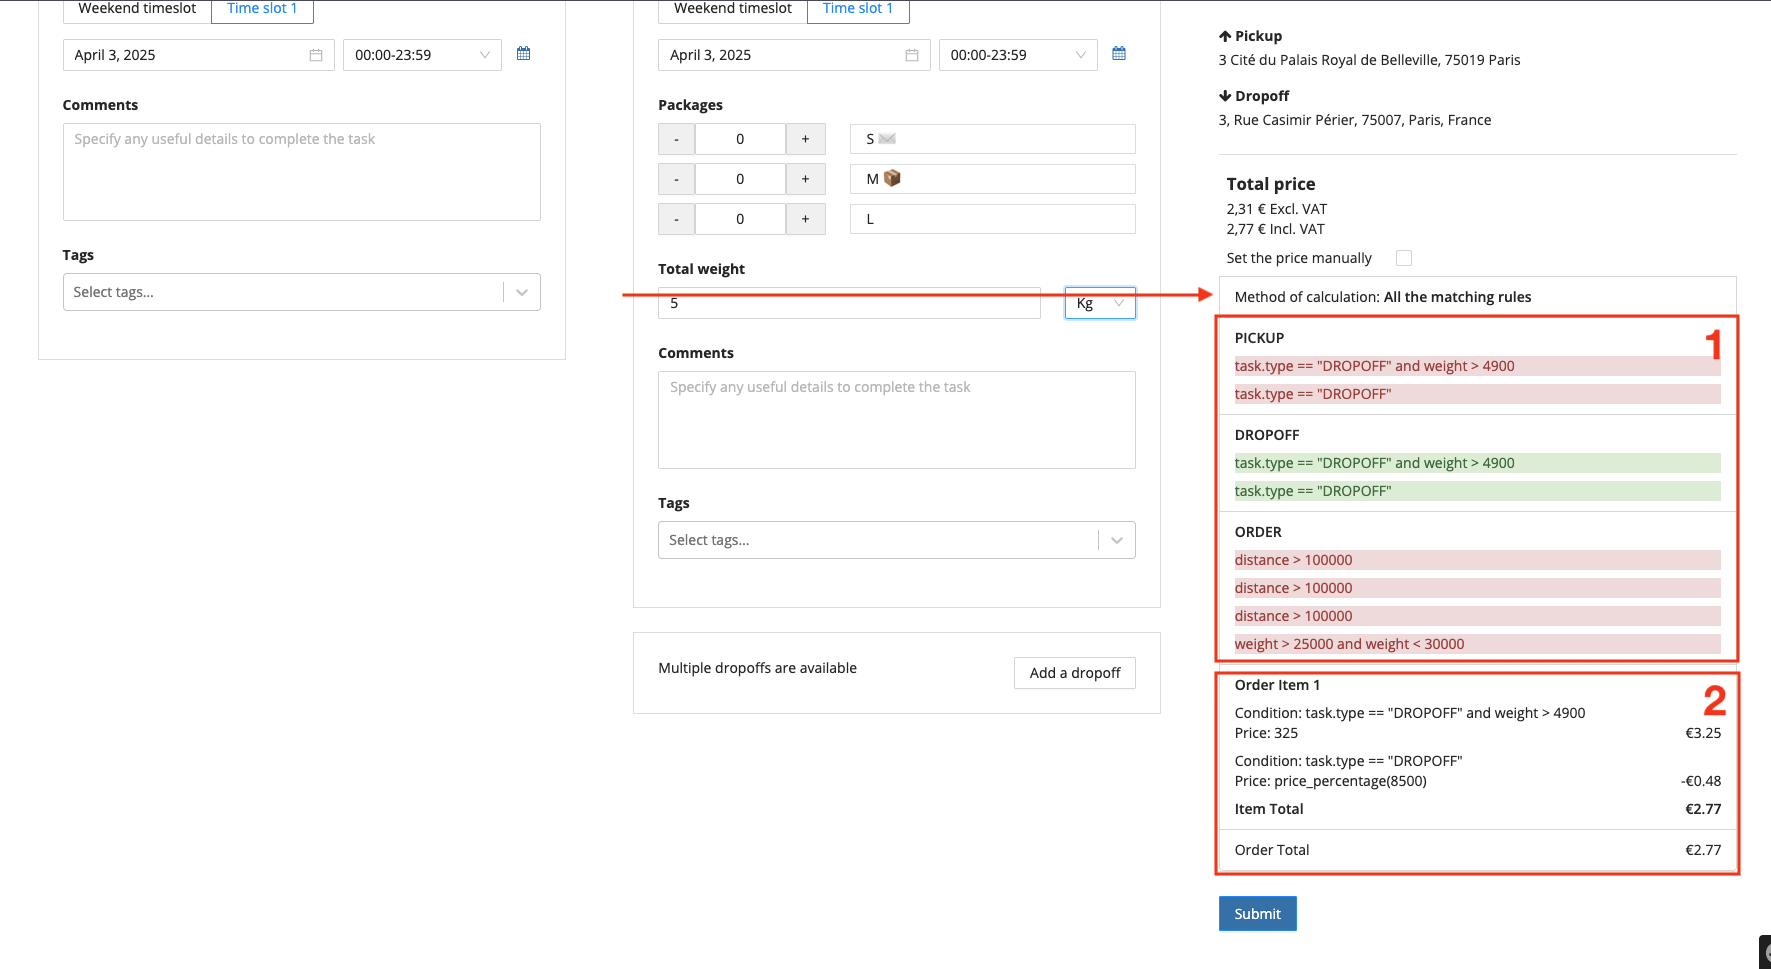 Weekend timeslot
Time slot 1
April 3, 2025
00:00-23:59
Comments
Specify any useful details to complete the task
Tags
Select tags...
Weekend timeslot
Time slot 1
April 3, 2025
00:00-23:59
Packages
- 0 + S
- 0 + M
- 0 + L
Total weight
5
Kg
Comments
Specify any useful details to complete the task
Tags
Select tags...
Multiple dropoffs are available
Add a dropoff
Pickup
3 Cité du Palais Royal de Belleville, 75019 Paris
Dropoff
3, Rue Casimir Périer, 75007, Paris, France
Total price
2,31 € Excl. VAT
2,77 € Incl. VAT
Set the price manually
Method of calculation: All the matching rules
1
PICKUP
task.type == "DROPOFF" and weight > 4900
task.type == "DROPOFF"
DROPOFF
task.type == "DROPOFF" and weight > 4900
task.type == "DROPOFF"
ORDER
distance > 100000
distance > 100000
distance > 100000
weight > 25000 and weight < 30000
2
Order Item 1
Condition: task.type == "DROPOFF" and weight > 4900
Price: 325 €3.25
Condition: task.type == "DROPOFF"
Price: price_percentage(8500) -€0.48
Item Total €2.77
Order Total €2.77
Submit